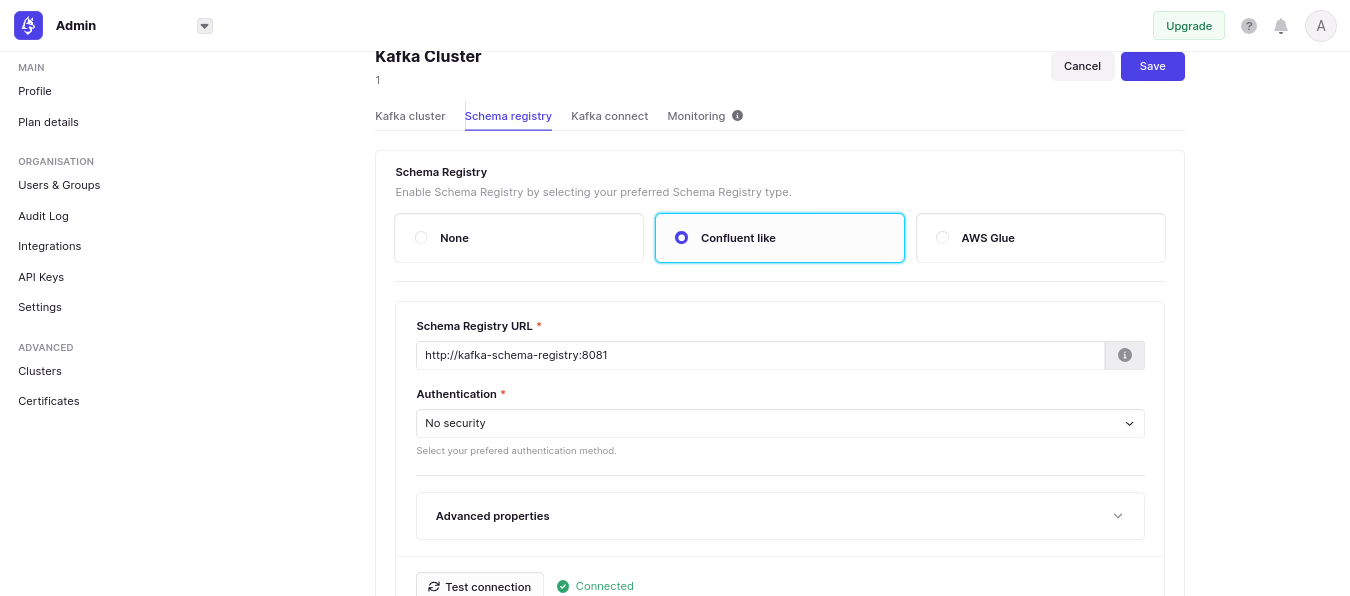 Admin
Upgrade
?
A
MAIN
Profile
Plan details
ORGANISATION
Users & Groups
Audit Log
Integrations
API Keys
Settings
ADVANCED
Clusters
Certificates
Kafka Cluster
1
Cancel
Save
Kafka cluster
Schema registry
Kafka connect
Monitoring
Schema Registry
Enable Schema Registry by selecting your preferred Schema Registry type.
None
Confluent like
AWS Glue
Schema Registry URL *
http://kafka-schema-registry:8081
Authentication *
No security
Select your prefered authentication method.
Advanced properties
Test connection
Connected